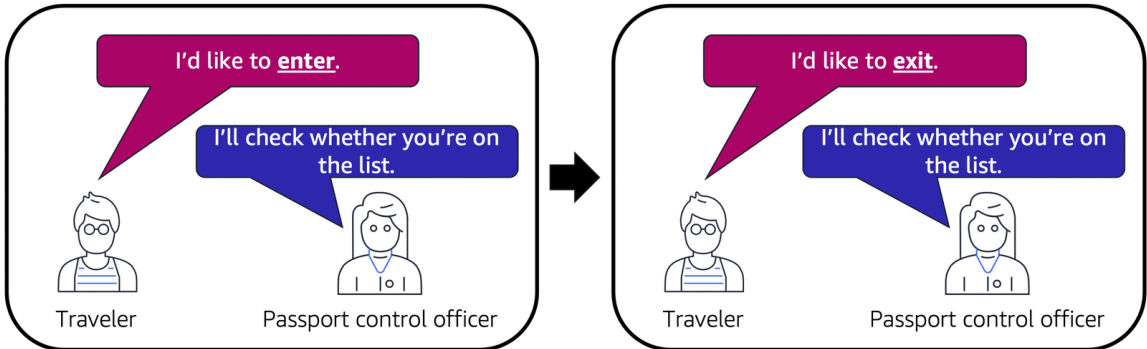 I’d like to enter.
I’ll check whether you’re on
the list.
Traveler
Passport control officer
I’d like to exit.
I’ll check whether you’re on
the list.
Traveler
Passport control officer